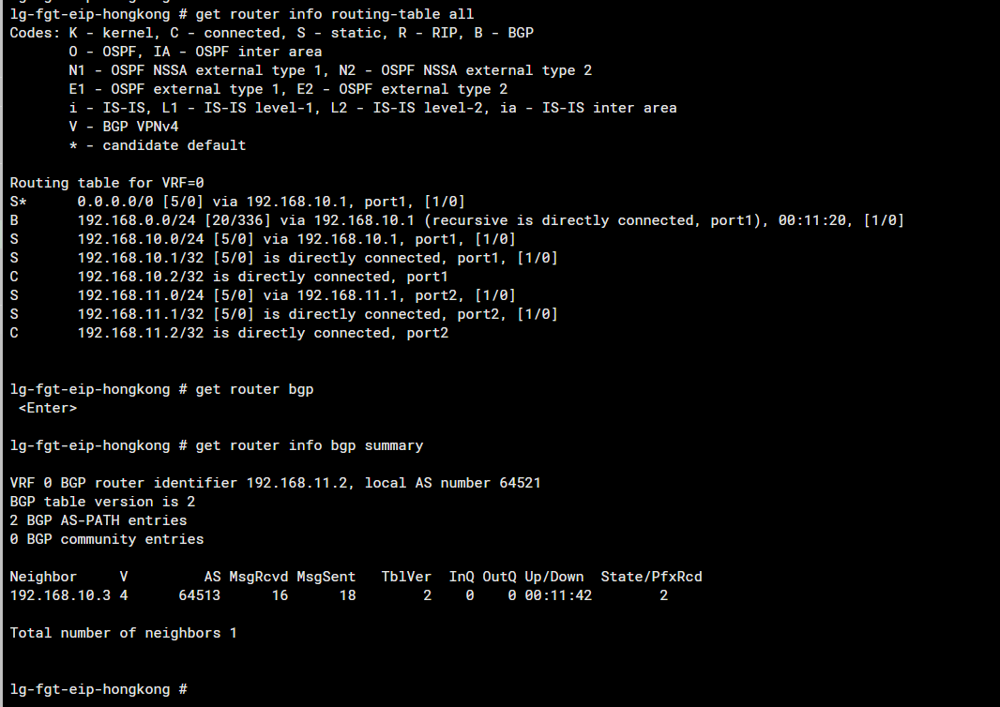 lg-fgt-eip-hongkong # get router info routing-table all
Codes: K - kernel, C - connected, S - static, R - RIP, B - BGP
       O - OSPF, IA - OSPF inter area
       N1 - OSPF NSSA external type 1, N2 - OSPF NSSA external type 2
       E1 - OSPF external type 1, E2 - OSPF external type 2
       i - IS-IS, L1 - IS-IS level-1, L2 - IS-IS level-2, ia - IS-IS inter area
       V - BGP VPNv4
       * - candidate default

Routing table for VRF=0
S*      0.0.0.0/0 [5/0] via 192.168.10.1, port1, [1/0]
B       192.168.0.0/24 [20/336] via 192.168.10.1 (recursive is directly connected, port1), 00:11:20, [1/0]
S       192.168.10.0/24 [5/0] via 192.168.10.1, port1, [1/0]
S       192.168.10.1/32 [5/0] is directly connected, port1, [1/0]
C       192.168.10.2/32 is directly connected, port1
S       192.168.11.0/24 [5/0] via 192.168.11.1, port2, [1/0]
S       192.168.11.1/32 [5/0] is directly connected, port2, [1/0]
C       192.168.11.2/32 is directly connected, port2

lg-fgt-eip-hongkong # get router bgp
 <Enter>

lg-fgt-eip-hongkong # get router info bgp summary

VRF 0 BGP router identifier 192.168.11.2, local AS number 64521
BGP table version is 2
2 BGP AS-PATH entries
0 BGP community entries

Neighbor     V         AS MsgRcvd MsgSent   TblVer  InQ OutQ Up/Down  State/PfxRcd
192.168.10.3 4      64513      16      18        2    0    0 00:11:42        2

Total number of neighbors 1

lg-fgt-eip-hongkong #